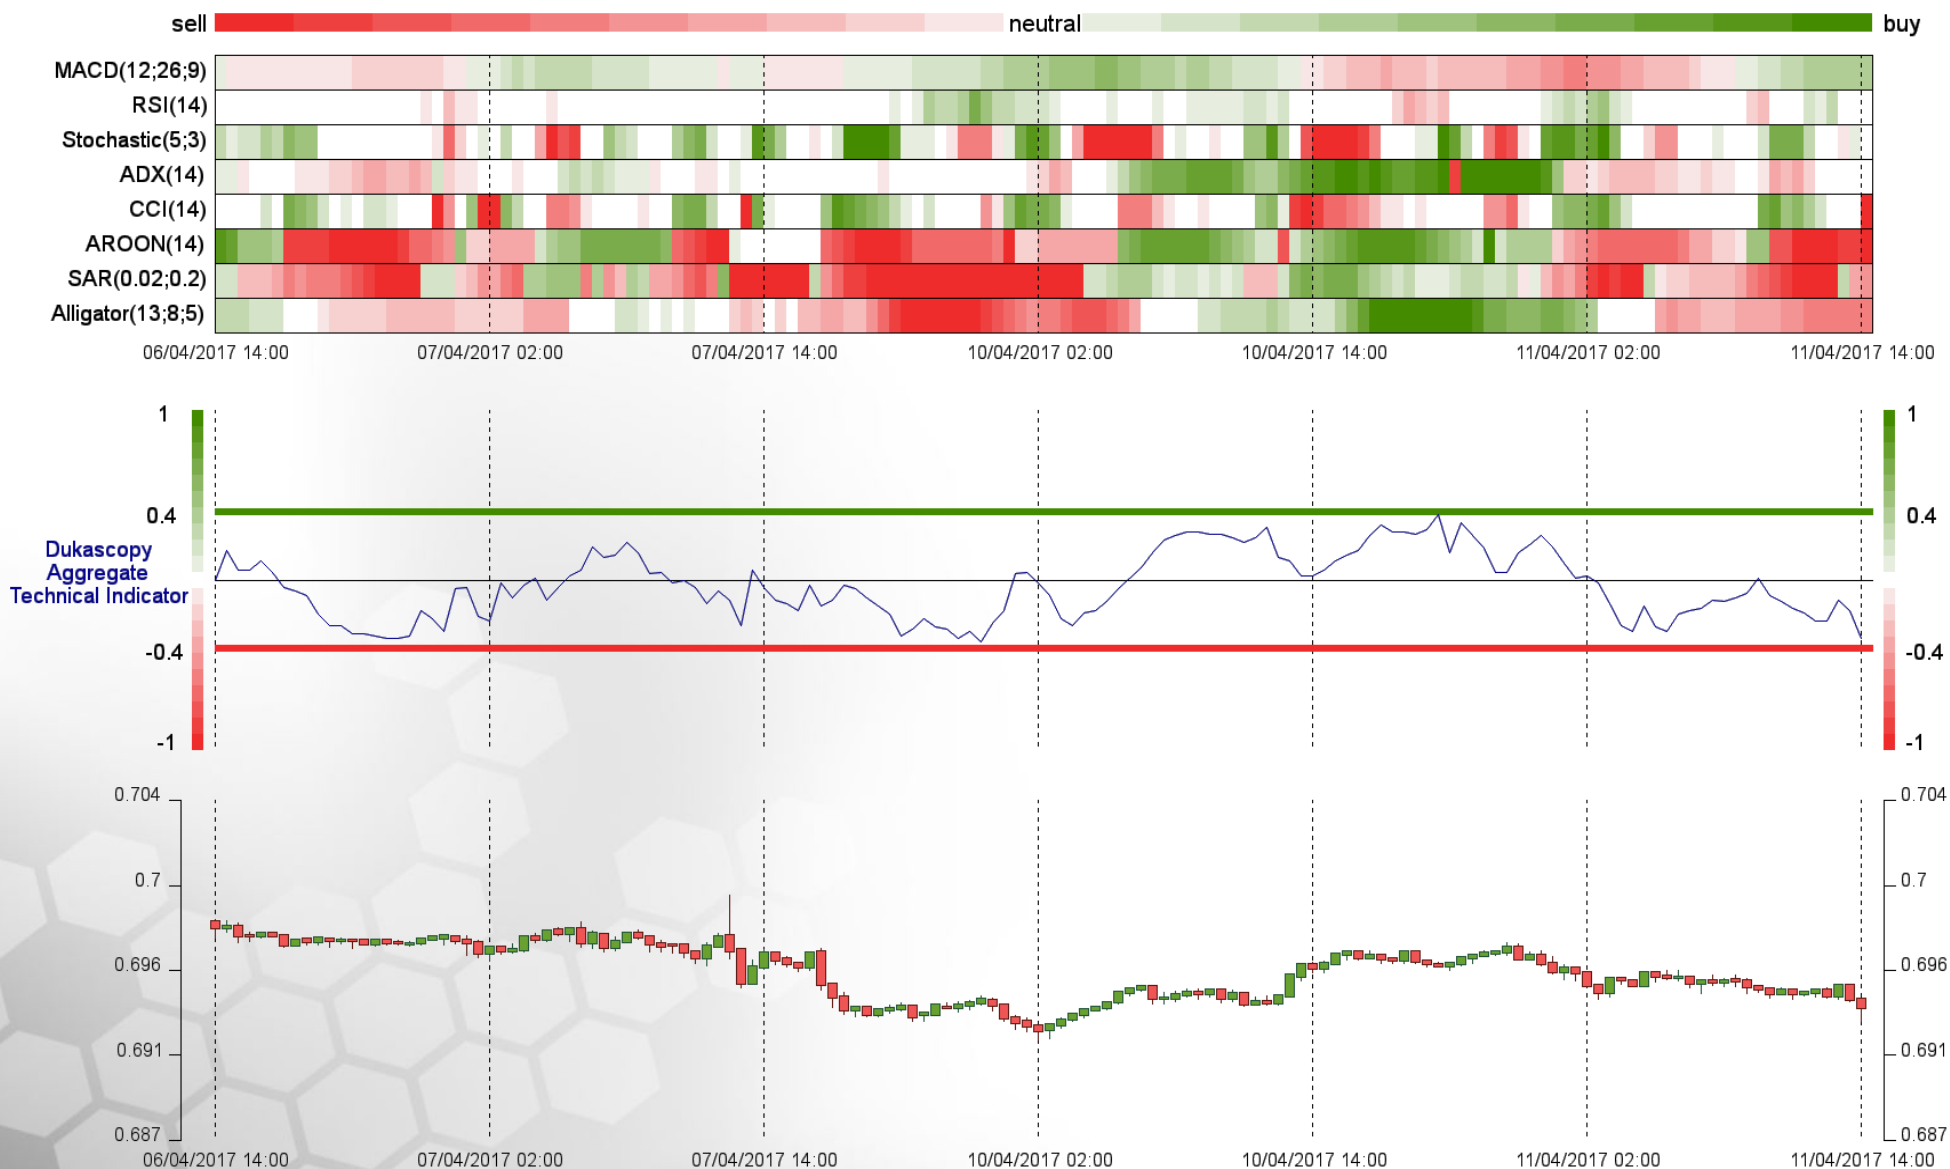 sell neutral buy
MACD(12;26;9)
RSI(14)
Stochastic(5;3)
ADX(14)
CCI(14)
AROON(14)
SAR(0.02;0.2)
Alligator(13;8;5)
06/04/2017 14:00 07/04/2017 02:00 07/04/2017 14:00 10/04/2017 02:00 10/04/2017 14:00 11/04/2017 02:00 11/04/2017 14:00
1 1
0.4 0.4
Dukascopy
Aggregate
Technical Indicator
-0.4 -0.4
-1 -1
0.704 0.704
0.7 0.7
0.696 0.696
0.691 0.691
0.687 0.687
06/04/2017 14:00 07/04/2017 02:00 07/04/2017 14:00 10/04/2017 02:00 10/04/2017 14:00 11/04/2017 02:00 11/04/2017 14:00